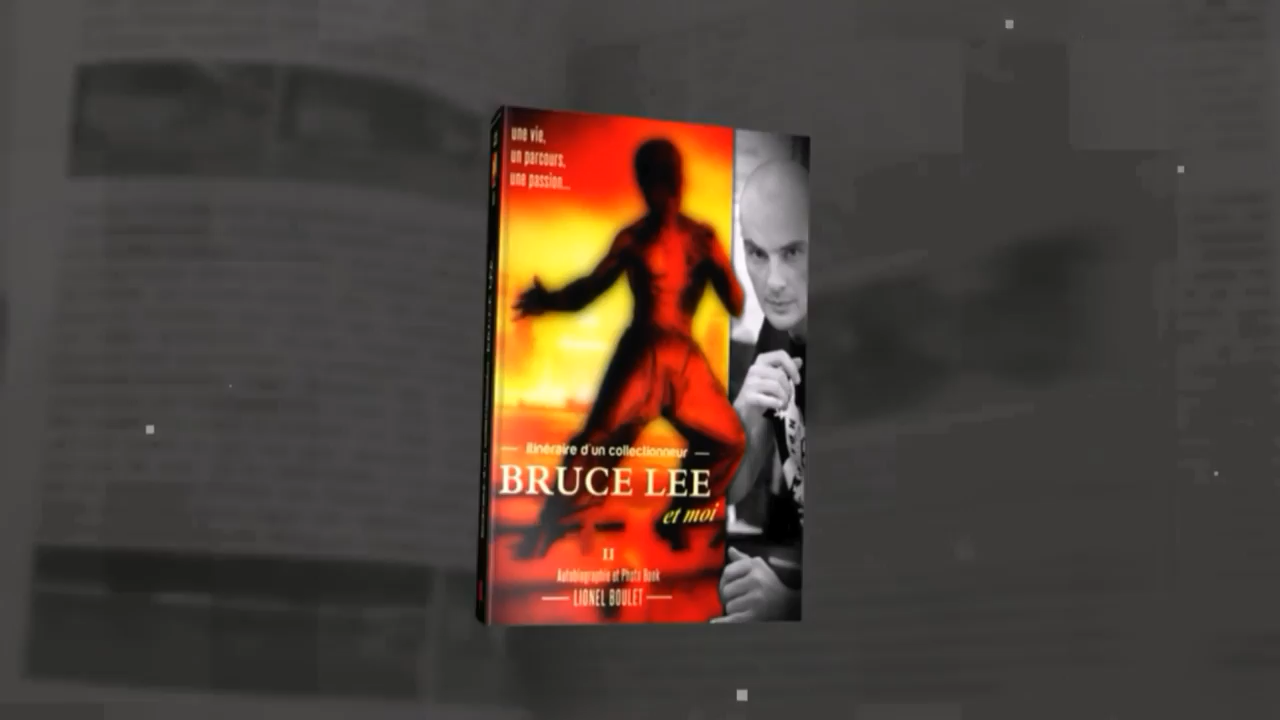 une vie,
un parcours,
une passion...
Itinéraire d'un collectionneur
BRUCE LEE
et moi
II
Autobiographie et Photo Book
LIONEL BOULET